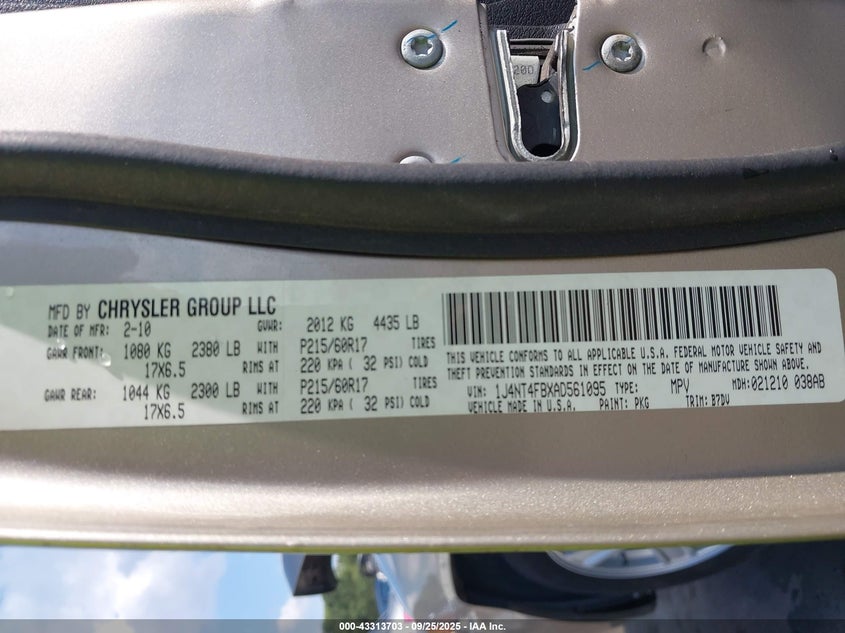 200
MFD BY CHRYSLER GROUP LLC
DATE OF MFR: 2-10 GVWR: 2012 KG 4435 LB
GAWR FRONT: 1080 KG 2380 LB WITH P215/60R17 TIRES
17X6.5 RIMS AT 220 KPA ( 32 PSI) COLD
GAWR REAR: 1044 KG 2300 LB WITH P215/60R17 TIRES
17X6.5 RIMS AT 220 KPA ( 32 PSI) COLD
THIS VEHICLE CONFORMS TO ALL APPLICABLE U.S.A. FEDERAL MOTOR VEHICLE SAFETY AND
THEFT PREVENTION STANDARDS IN EFFECT ON THE DATE OF MANUFACTURE SHOWN ABOVE.
VIN: 1J4NT4FBXAD561095 TYPE: MPV MDH: 021210 038AB
VEHICLE MADE IN U.S.A. PAINT: PKG TRIM: B7DV
000-43313703 - 09/25/2025 - IAA Inc.